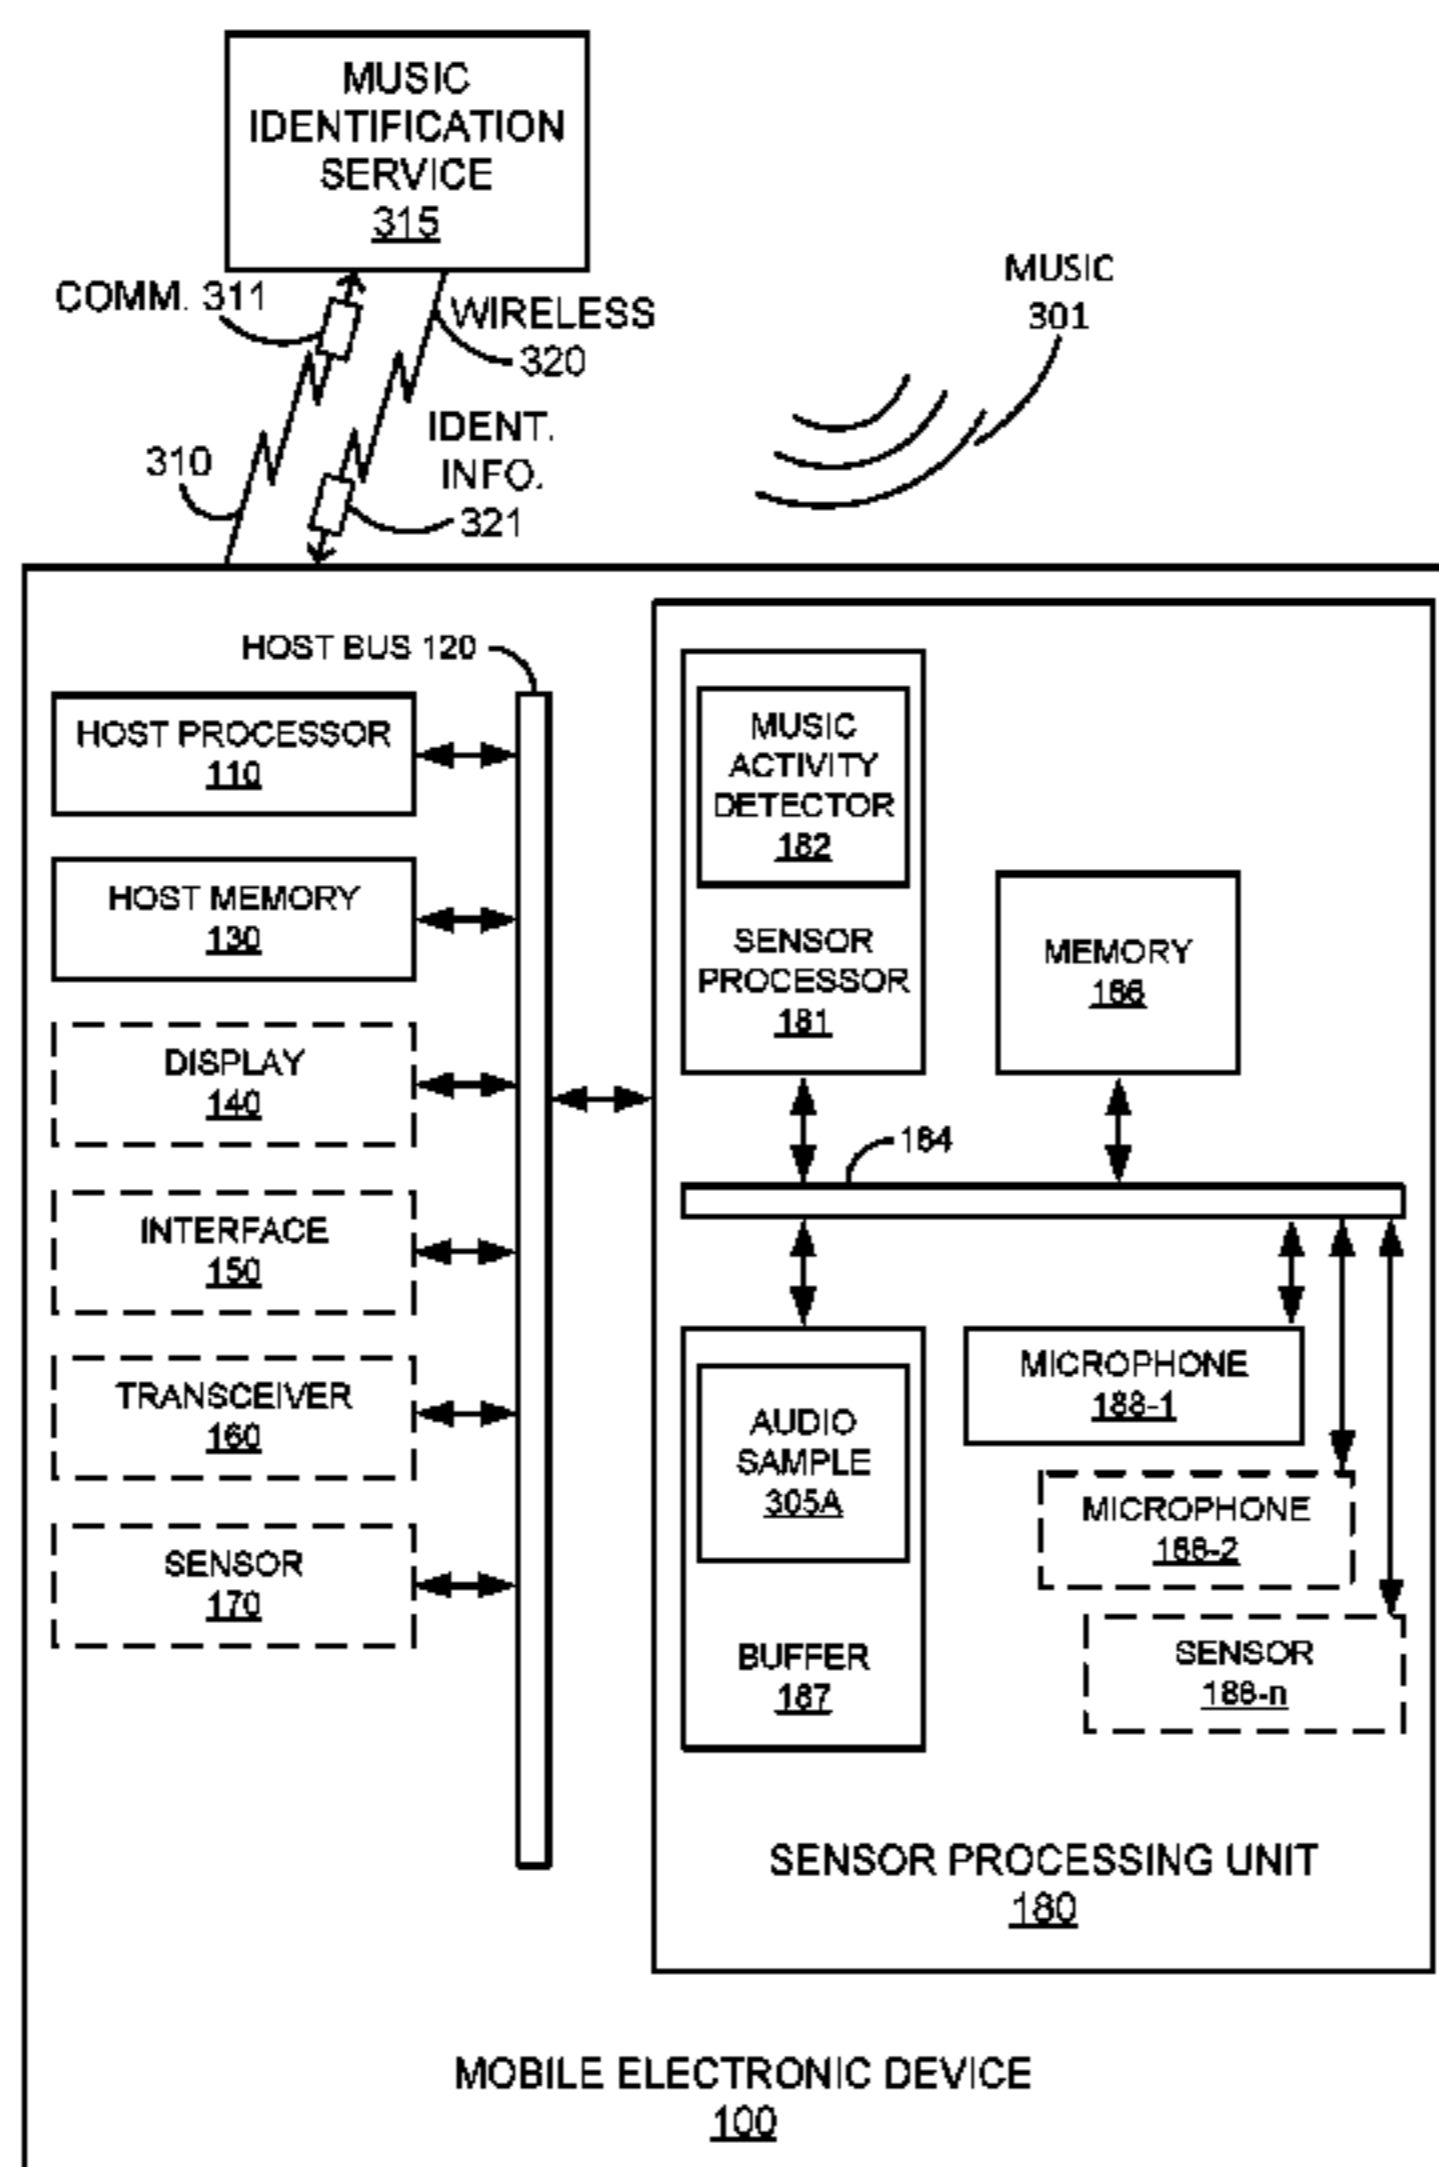 MUSIC
IDENTIFICATION
SERVICE
315
COMM. 311
WIRELESS
320
MUSIC
301
IDENT.
INFO.
321
310
HOST BUS 120
HOST PROCESSOR
110
HOST MEMORY
130
DISPLAY
140
INTERFACE
150
TRANSCEIVER
160
SENSOR
170
MUSIC
ACTIVITY
DETECTOR
182
SENSOR
PROCESSOR
181
MEMORY
186
184
AUDIO
SAMPLE
305A
BUFFER
187
MICROPHONE
188-1
MICROPHONE
188-2
SENSOR
188-n
SENSOR PROCESSING UNIT
180
MOBILE ELECTRONIC DEVICE
100